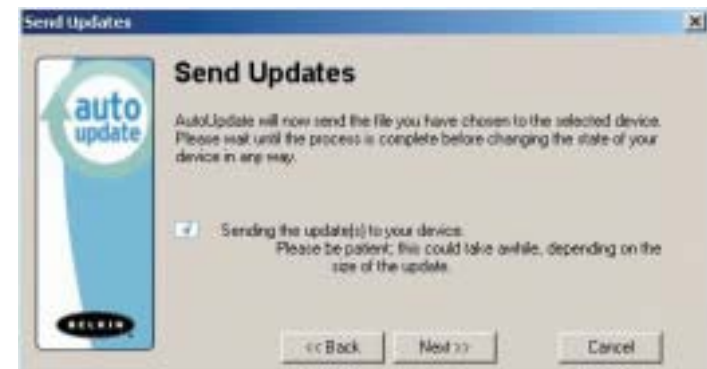 Send Updates
auto
update
Send Updates
AutoUpdate will now send the file you have chosen to the selected device.
Please wait until the process is complete before changing the state of your
device in any way.
Sending the update(s) to your device.
Please be patient; this could take awhile, depending on the
size of the update.
BELKIN
<< Back
Next >>
Cancel